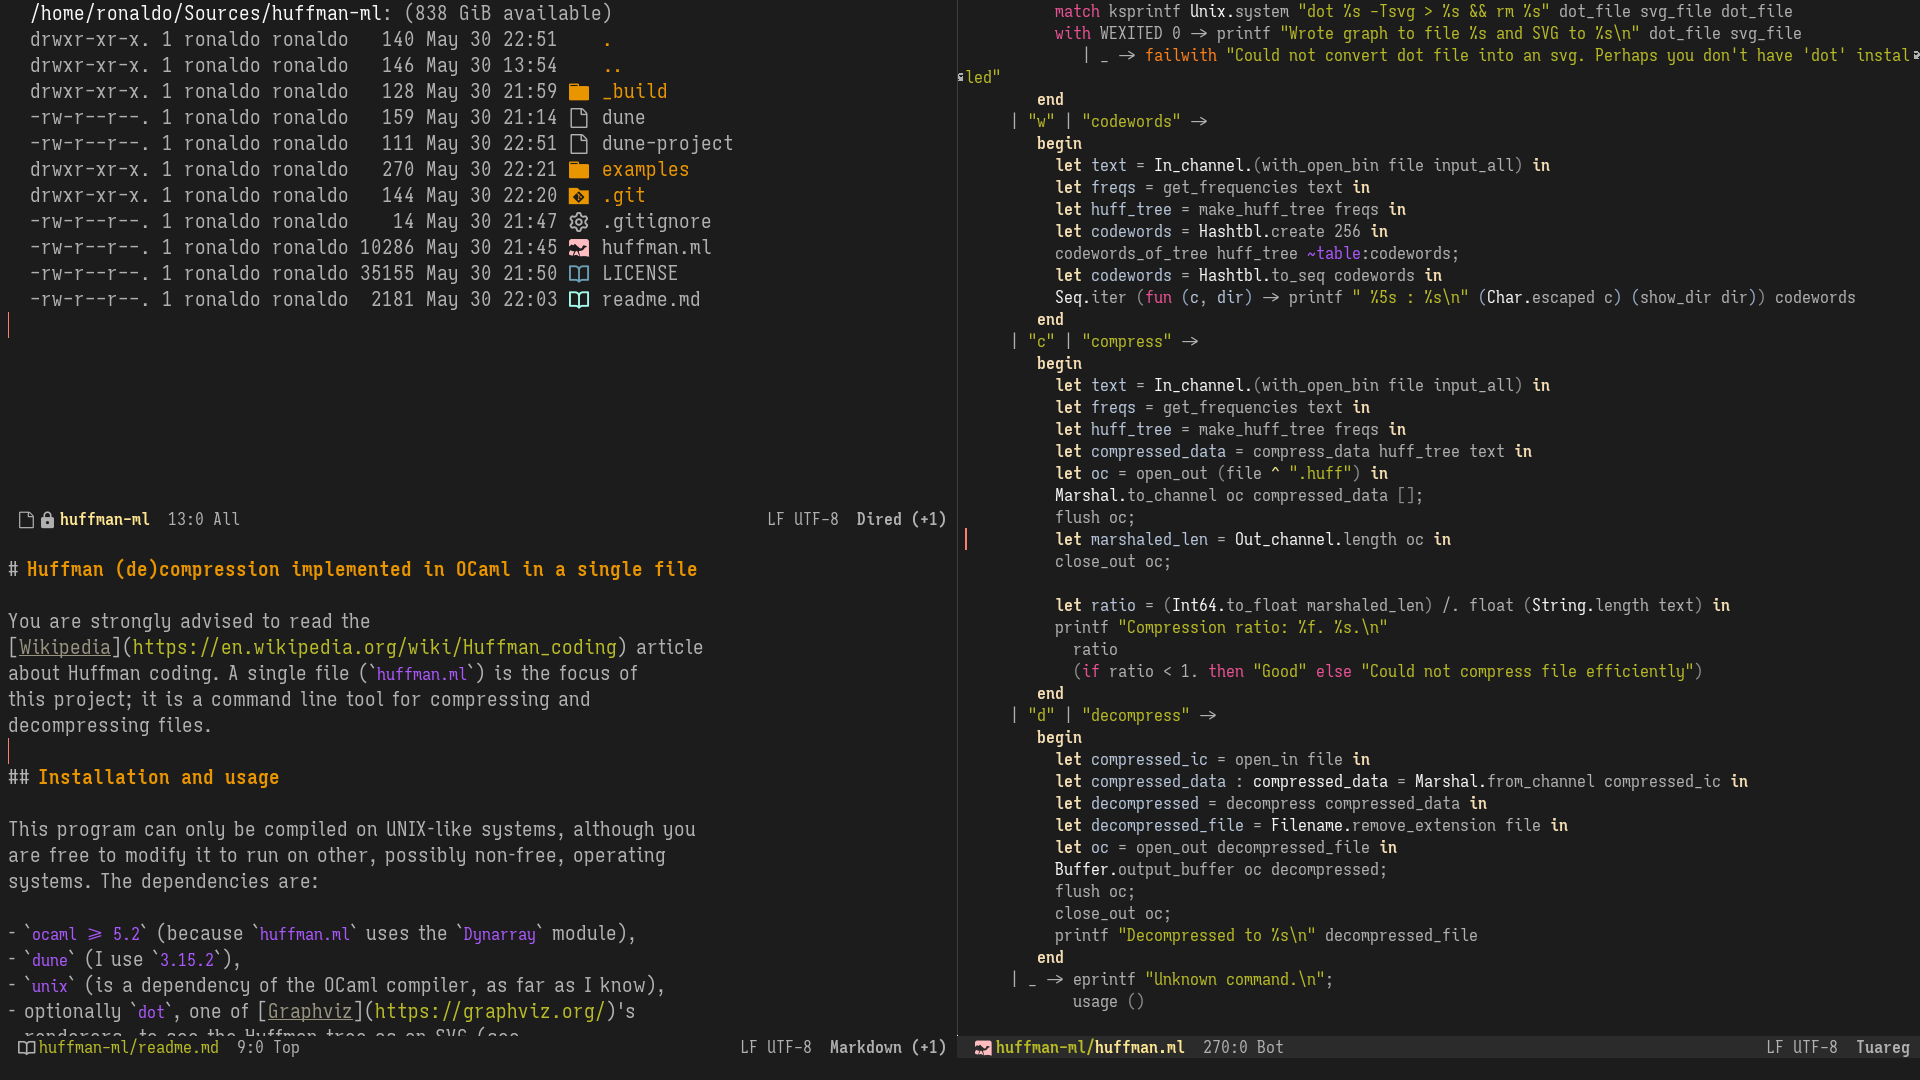 /home/ronaldo/Sources/huffman-ml: (838 GiB available)
drwxr-xr-x. 1 ronaldo ronaldo   140 May 30 22:51    .
drwxr-xr-x. 1 ronaldo ronaldo   146 May 30 13:54    ..
drwxr-xr-x. 1 ronaldo ronaldo   128 May 30 21:59 _build
-rw-r--r--. 1 ronaldo ronaldo   159 May 30 21:14 dune
-rw-r--r--. 1 ronaldo ronaldo   111 May 30 22:51 dune-project
drwxr-xr-x. 1 ronaldo ronaldo   270 May 30 22:21 examples
drwxr-xr-x. 1 ronaldo ronaldo   144 May 30 22:20 .git
-rw-r--r--. 1 ronaldo ronaldo    14 May 30 21:47 .gitignore
-rw-r--r--. 1 ronaldo ronaldo 10286 May 30 21:45 huffman.ml
-rw-r--r--. 1 ronaldo ronaldo 35155 May 30 21:50 LICENSE
-rw-r--r--. 1 ronaldo ronaldo  2181 May 30 22:03 readme.md
huffman-ml  13:0 All  LF UTF-8  Dired (+1)
# Huffman (de)compression implemented in OCaml in a single file
You are strongly advised to read the
[Wikipedia](https://en.wikipedia.org/wiki/Huffman_coding) article
about Huffman coding. A single file (`huffman.ml`) is the focus of
this project; it is a command line tool for compressing and
decompressing files.
## Installation and usage
This program can only be compiled on UNIX-like systems, although you
are free to modify it to run on other, possibly non-free, operating
systems. The dependencies are:
- `ocaml ≥ 5.2` (because `huffman.ml` uses the `Dynarray` module),
- `dune` (I use `3.15.2`),
- `unix` (is a dependency of the OCaml compiler, as far as I know),
- optionally `dot`, one of [Graphviz](https://graphviz.org/)'s
renderers, to see the Huffman tree as an SVG (see
huffman-ml/readme.md  9:0 Top  LF UTF-8  Markdown (+1)
match ksprintf Unix.system "dot %s -Tsvg > %s && rm %s" dot_file svg_file dot_file
with WEXITED 0 → printf "Wrote graph to file %s and SVG to %s\n" dot_file svg_file
| _ → failwith "Could not convert dot file into an svg. Perhaps you don't have 'dot' instal
led"
end
| "w" | "codewords" →
begin
let text = In_channel.(with_open_bin file input_all) in
let freqs = get_frequencies text in
let huff_tree = make_huff_tree freqs in
let codewords = Hashtbl.create 256 in
codewords_of_tree huff_tree ~table:codewords;
let codewords = Hashtbl.to_seq codewords in
Seq.iter (fun (c, dir) → printf " %5s : %s\n" (Char.escaped c) (show_dir dir)) codewords
end
| "c" | "compress" →
begin
let text = In_channel.(with_open_bin file input_all) in
let freqs = get_frequencies text in
let huff_tree = make_huff_tree freqs in
let compressed_data = compress_data huff_tree text in
let oc = open_out (file ^ ".huff") in
Marshal.to_channel oc compressed_data [];
flush oc;
let marshaled_len = Out_channel.length oc in
close_out oc;
let ratio = (Int64.to_float marshaled_len) /. float (String.length text) in
printf "Compression ratio: %f. %s.\n"
ratio
(if ratio < 1. then "Good" else "Could not compress file efficiently")
end
| "d" | "decompress" →
begin
let compressed_ic = open_in file in
let compressed_data : compressed_data = Marshal.from_channel compressed_ic in
let decompressed = decompress compressed_data in
let decompressed_file = Filename.remove_extension file in
let oc = open_out decompressed_file in
Buffer.output_buffer oc decompressed;
flush oc;
close_out oc;
printf "Decompressed to %s\n" decompressed_file
end
| _ → eprintf "Unknown command.\n";
usage ()
huffman-ml/huffman.ml  270:0 Bot  LF UTF-8  Tuareg